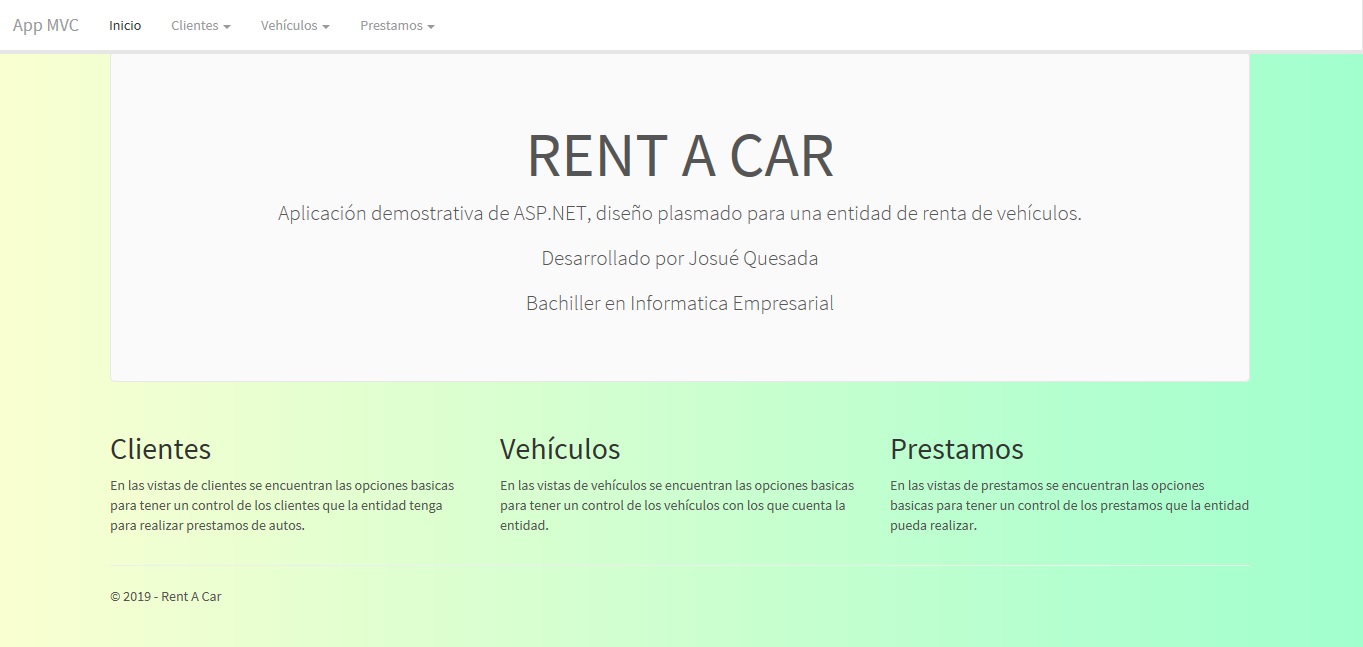 App MVC Inicio Clientes Vehículos Prestamos
RENT A CAR
Aplicación demostrativa de ASP.NET, diseño plasmado para una entidad de renta de vehículos.
Desarrollado por Josué Quesada
Bachiller en Informatica Empresarial
Clientes
En las vistas de clientes se encuentran las opciones basicas
para tener un control de los clientes que la entidad tenga
para realizar prestamos de autos.
Vehículos
En las vistas de vehículos se encuentran las opciones basicas
para tener un control de los vehículos con los que cuenta la
entidad.
Prestamos
En las vistas de prestamos se encuentran las opciones
basicas para tener un control de los prestamos que la entidad
pueda realizar.
© 2019 - Rent A Car